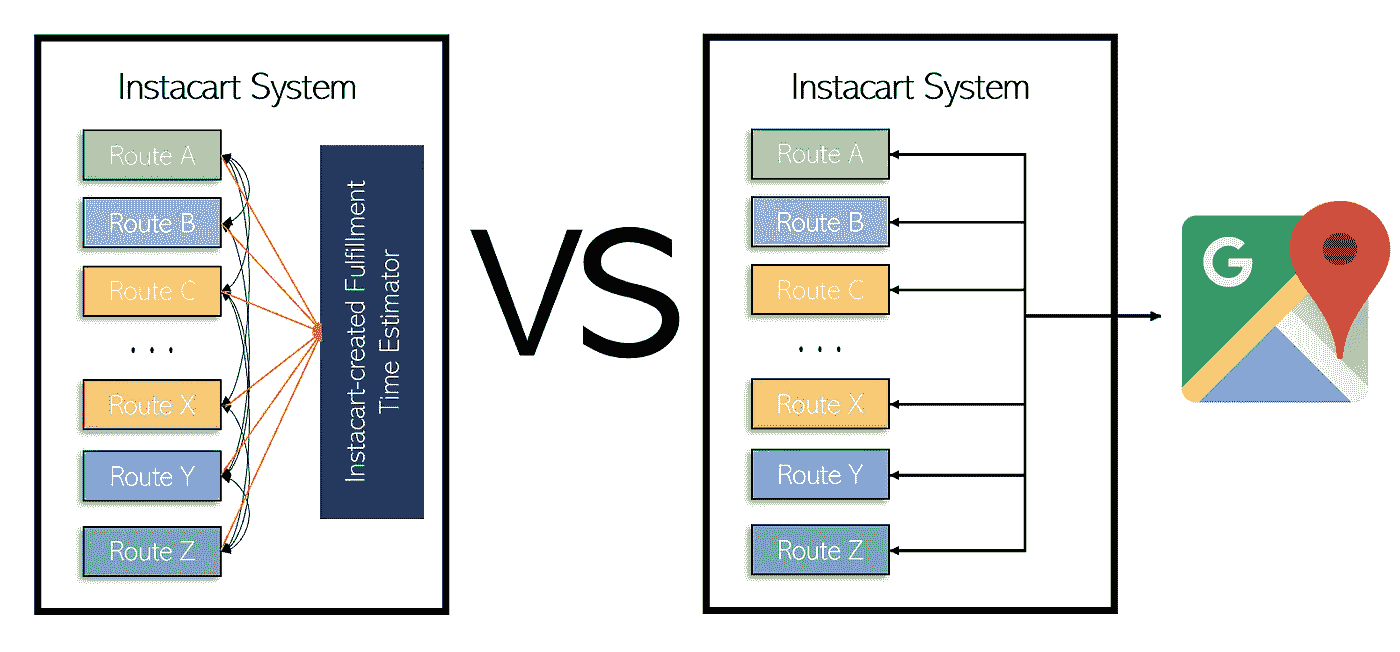 Instacart System
Route A
Route B
Route C
. . .
Route X
Route Y
Route Z
Instacart-created Fulfillment
Time Estimator
VS
Instacart System
Route A
Route B
Route C
. . .
Route X
Route Y
Route Z
G